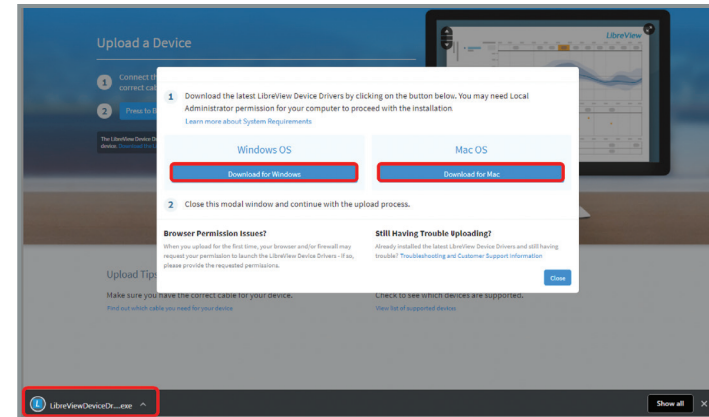 Upload a Device
LibreView
1 Connect th
correct cab
2 Press to B
The LibreView Device D
device.
1 Download the latest LibreView Device Drivers by clicking on the button below. You may need Local
Administrator permission for your computer to proceed with the installation
Learn more about System Requirements
Windows OS
Mac OS
Download for Windows
Download for Mac
2 Close this modal window and continue with the upload process.
Browser Permission Issues?
When you upload for the first time, your browser and/or firewall may
request your permission to launch the LibreView Device Drivers - if so,
please provide the requested permissions.
Still Having Trouble Uploading?
Already installed the latest LibreView Device Drivers and still having
trouble? Troubleshooting and Customer Support Information
Close
Upload Tips
Make sure you have the correct cable for your device.
Find out which cable you need for your device
Check to see which devices are supported.
View list of supported devices
LibreViewDeviceDr....exe
Show all